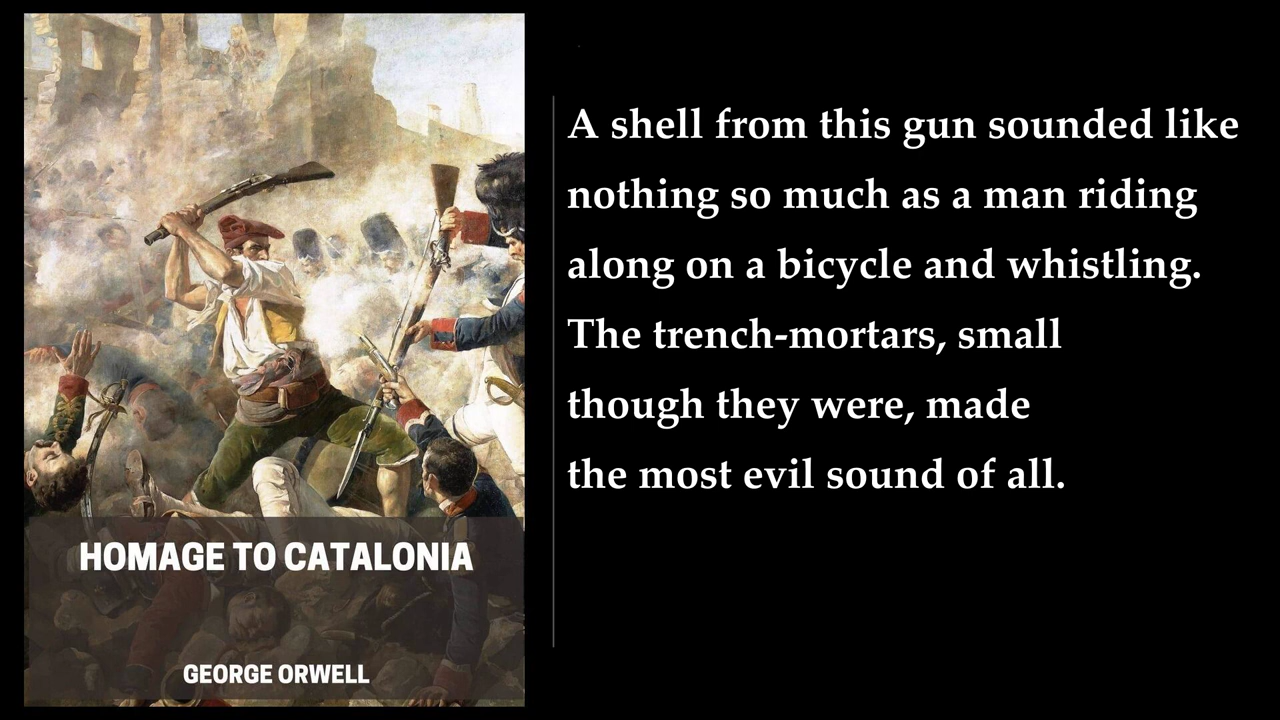 A shell from this gun sounded like
nothing so much as a man riding
along on a bicycle and whistling.
The trench-mortars, small
though they were, made
the most evil sound of all.
HOMAGE TO CATALONIA
GEORGE ORWELL